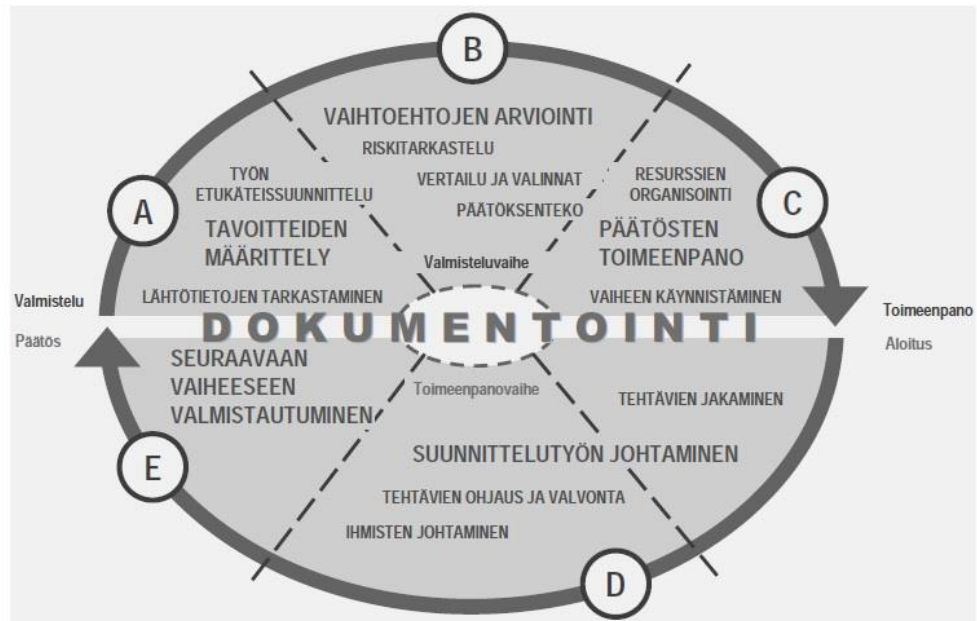 B
VAIHTOEHTOJEN ARVIOINTI
RISKITARKASTELU
TYÖN
ETUKÄTEISSUUNNITTELU
VERTAILU JA VALINNAT
RESURSSIEN
ORGANISOINTI
A
PÄÄTÖKSENTEKO
C
TAVOITTEIDEN
MÄÄRITTELY
PÄÄTÖSTEN
TOIMEENPANO
Valmisteluvaihe
Valmistelu
LÄHTÖTIETOJEN TARKASTAMINEN
VAIHEEN KÄYNNISTÄMINEN
Toimeenpano
DOKUMENTOINTI
Päätös
Aloitus
SEURAAVAAN
VAIHEESEEN
VALMISTAUTUMINEN
Toimeenpanovaihe
TEHTÄVIEN JAKAMINEN
E
SUUNNITTELUTYÖN JOHTAMINEN
TEHTÄVIEN OHJAUS JA VALVONTA
IHMISTEN JOHTAMINEN
D